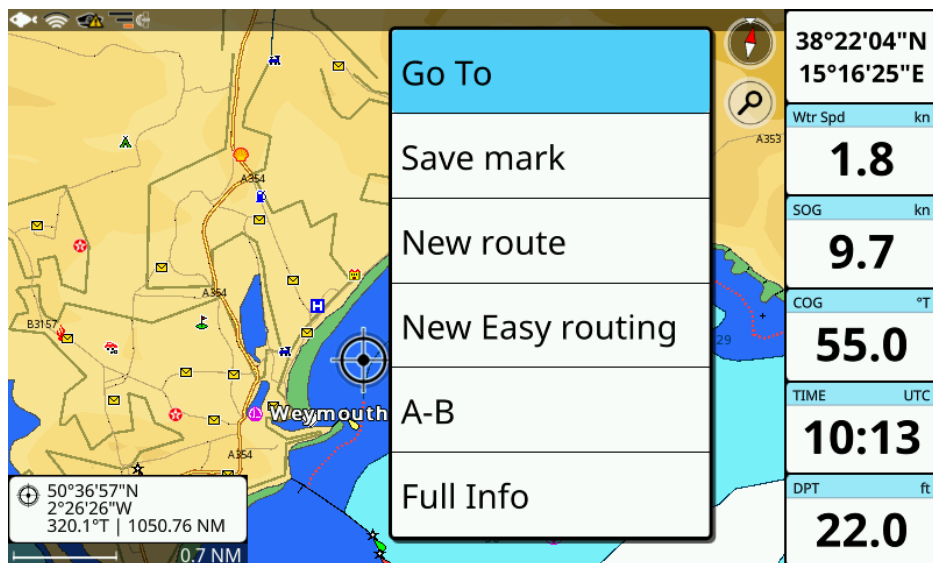 Go To
Save mark
New route
New Easy routing
A-B
Full Info
A353
A354
A354
B3157
H
29
Weymouth
A354
50°36'57"N
2°26'26"W
320.1°T | 1050.76 NM
0.7 NM
38°22'04"N
15°16'25"E
Wtr Spd kn
1.8
SOG kn
9.7
COG °T
55.0
TIME UTC
10:13
DPT ft
22.0